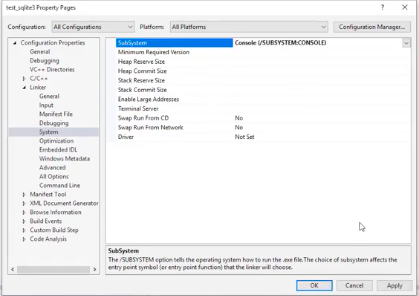 test_sqlite3 Property Pages
? ×
Configuration: All Configurations Platform: All Platforms Configuration Manager...
Configuration Properties
General
Debugging
VC++ Directories
C/C++
Linker
General
Input
Manifest File
Debugging
System
Optimization
Embedded IDL
Windows Metadata
Advanced
All Options
Command Line
Manifest Tool
XML Document Generator
Browse Information
Build Events
Custom Build Step
Code Analysis
SubSystem Console (/SUBSYSTEM:CONSOLE)
Minimum Required Version
Heap Reserve Size
Heap Commit Size
Stack Reserve Size
Stack Commit Size
Enable Large Addresses
Terminal Server
Swap Run From CD No
Swap Run From Network No
Driver Not Set
SubSystem
The /SUBSYSTEM option tells the operating system how to run the .exe file.The choice of subsystem affects the
entry point symbol (or entry point function) that the linker will choose.
OK Cancel Apply